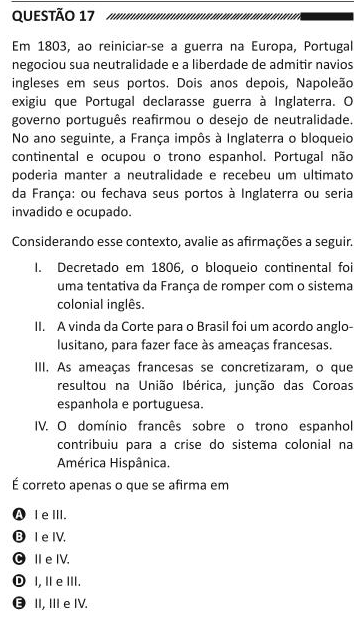 QUESTÃO 17
Em 1803, ao reiniciar-se a guerra na Europa, Portugal
negociou sua neutralidade e a liberdade de admitir navios
ingleses em seus portos. Dois anos depois, Napoleão
exigiu que Portugal declarasse guerra à Inglaterra. O
governo português reafirmou o desejo de neutralidade.
No ano seguinte, a França impôs à Inglaterra o bloqueio
continental e ocupou o trono espanhol. Portugal não
poderia manter a neutralidade e recebeu um ultimato
da França: ou fechava seus portos à Inglaterra ou seria
invadido e ocupado.
Considerando esse contexto, avalie as afirmações a seguir.
I. Decretado em 1806, o bloqueio continental foi
uma tentativa da França de romper com o sistema
colonial inglês.
II. A vinda da Corte para o Brasil foi um acordo anglo-
lusitano, para fazer face às ameaças francesas.
III. As ameaças francesas se concretizaram, o que
resultou na União Ibérica, junção das Coroas
espanhola e portuguesa.
IV. O domínio francês sobre o trono espanhol
contribuiu para a crise do sistema colonial na
América Hispânica.
É correto apenas o que se afirma em
A I e III.
B I e IV.
C II e IV.
D I, II e III.
E II, III e IV.